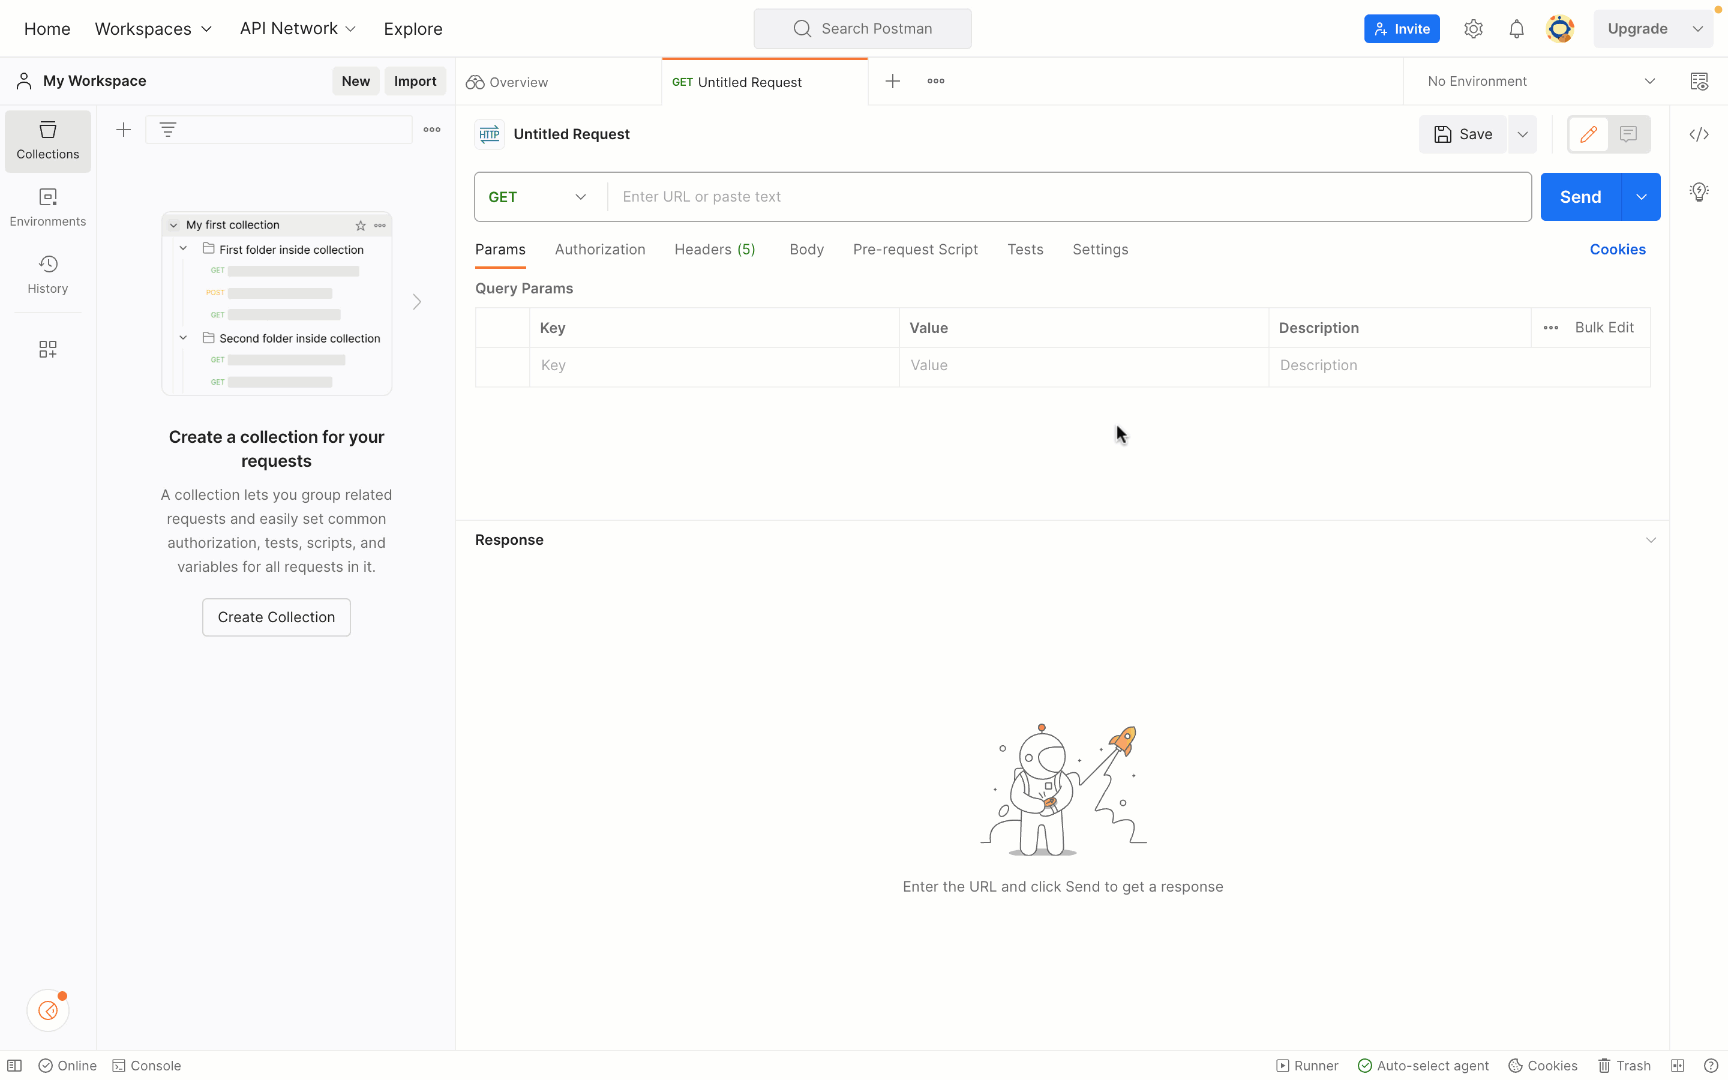 Home
Workspaces
API Network
Explore
Search Postman
Invite
Upgrade
My Workspace
New
Import
Overview
GET Untitled Request
No Environment
Collections
Environments
History
My first collection
First folder inside collection
GET
POST
GET
Second folder inside collection
GET
GET
Create a collection for your
requests
A collection lets you group related
requests and easily set common
authorization, tests, scripts, and
variables for all requests in it.
Create Collection
HTTP
Untitled Request
Save
GET
Enter URL or paste text
Send
Params
Authorization
Headers (5)
Body
Pre-request Script
Tests
Settings
Cookies
Query Params
Key
Value
Description
Bulk Edit
Key
Value
Description
Response
Enter the URL and click Send to get a response
Online
Console
Runner
Auto-select agent
Cookies
Trash